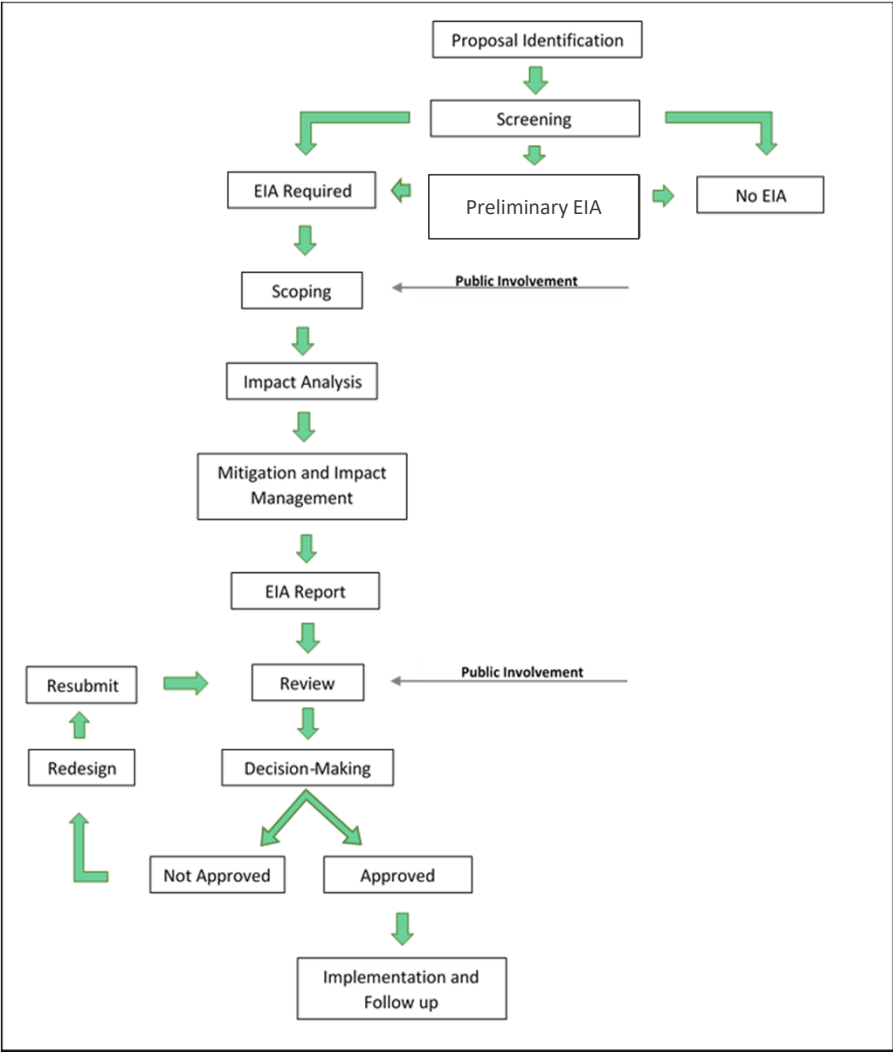 Proposal Identification
Screening
EIA Required
Preliminary EIA
No EIA
Scoping
Public Involvement
Impact Analysis
Mitigation and Impact
Management
EIA Report
Resubmit
Review
Public Involvement
Redesign
Decision-Making
Not Approved
Approved
Implementation and
Follow up